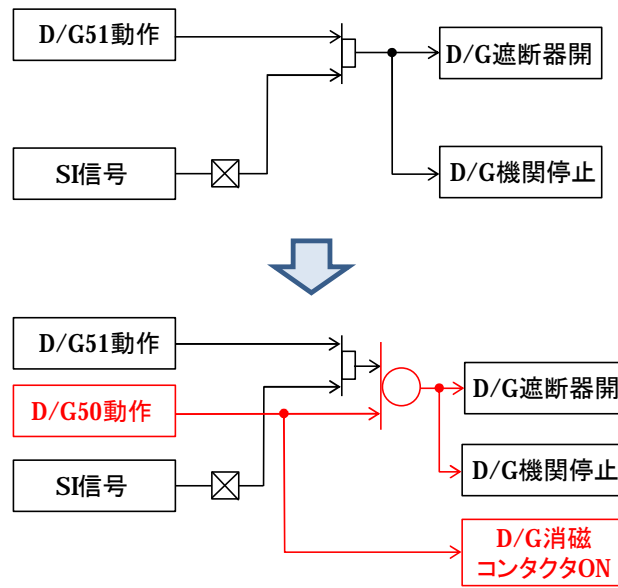 D/G51動作
D/G遮断器開
SI信号
D/G機関停止
D/G51動作
D/G遮断器開
D/G50動作
D/G機関停止
SI信号
D/G消磁
コンタクタON